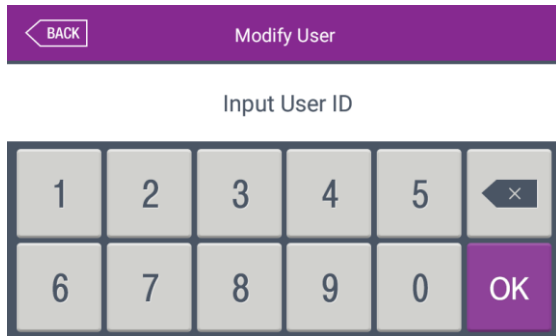 BACK
Modify User
Input User ID
1 2 3 4 5 ×
6 7 8 9 0 OK